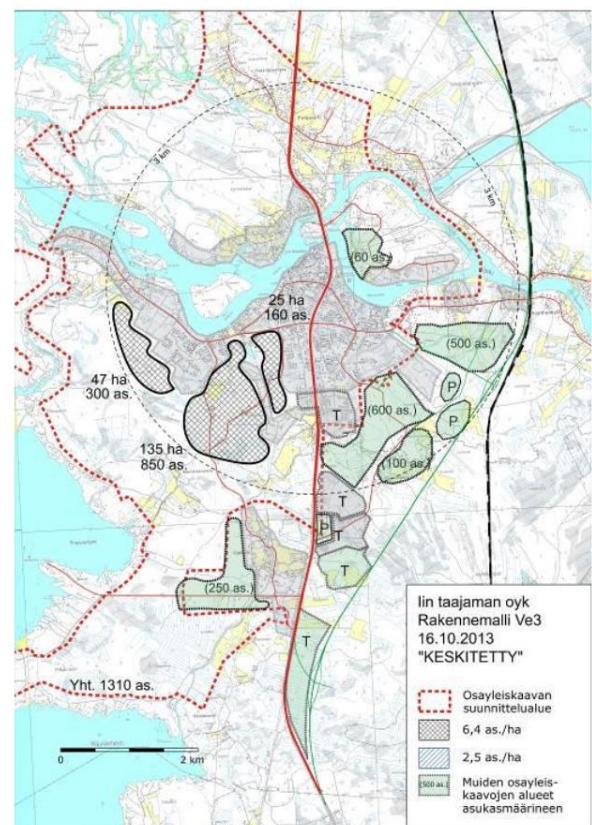 3 km
3 km
(60 as.)
25 ha
160 as.
(500 as.)
47 ha
300 as.
P
T
(600 as.)
P
135 ha
850 as.
(100 as.)
T
P
T
T
(250 as.)
T
Yht. 1310 as.
0
2 km
Iin taajaman oyk
Rakennemalli Ve3
16.10.2013
"KESKITETTY"
Osayleiskaavan
suunnittelualue
6,4 as./ha
2,5 as./ha
(500 as.)
Muiden osayleis-
kaavojen alueet
asukasmäärineen